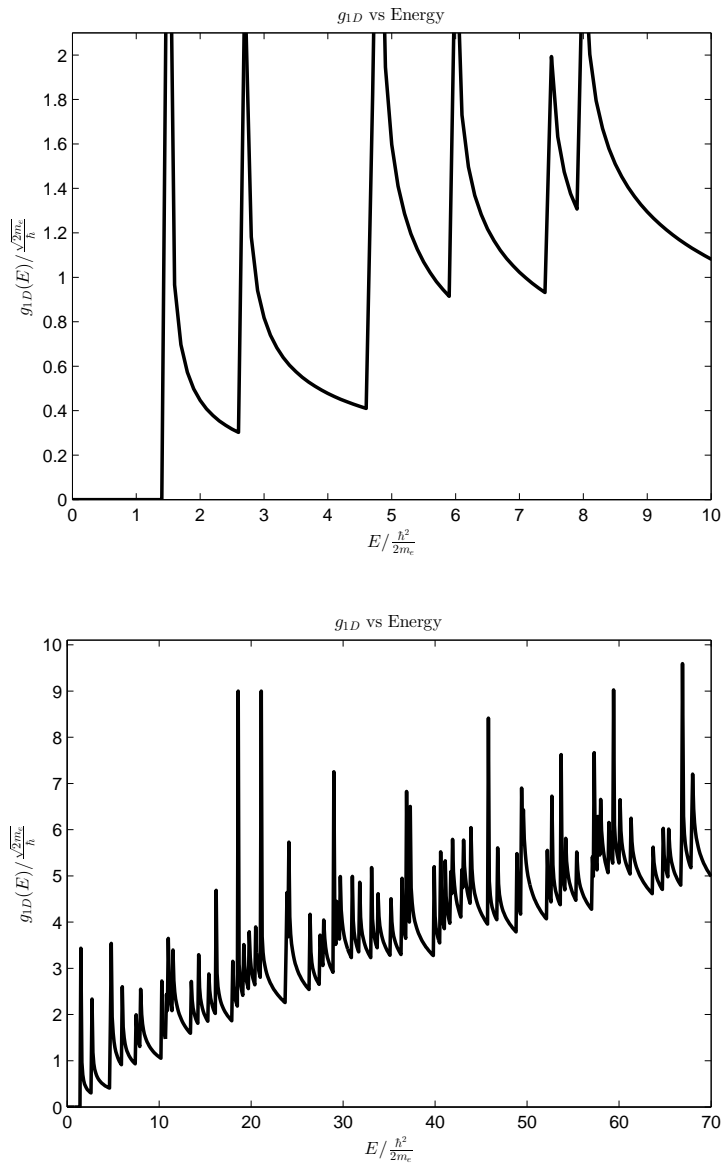 g_{1D} vs Energy
g_{1D}(E)/\frac{\sqrt{2m_e}}{\hbar}
2
1.8
1.6
1.4
1.2
1
0.8
0.6
0.4
0.2
0
0 1 2 3 4 5 6 7 8 9 10
E/\frac{\hbar^2}{2m_e}
g_{1D} vs Energy
g_{1D}(E)/\frac{\sqrt{2m_e}}{\hbar}
10
9
8
7
6
5
4
3
2
1
0
0 10 20 30 40 50 60 70
E/\frac{\hbar^2}{2m_e}